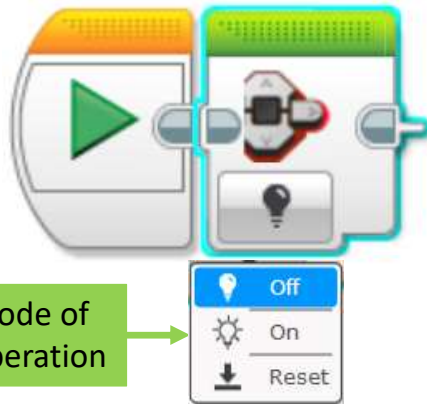 ode of
peration
Off
On
Reset